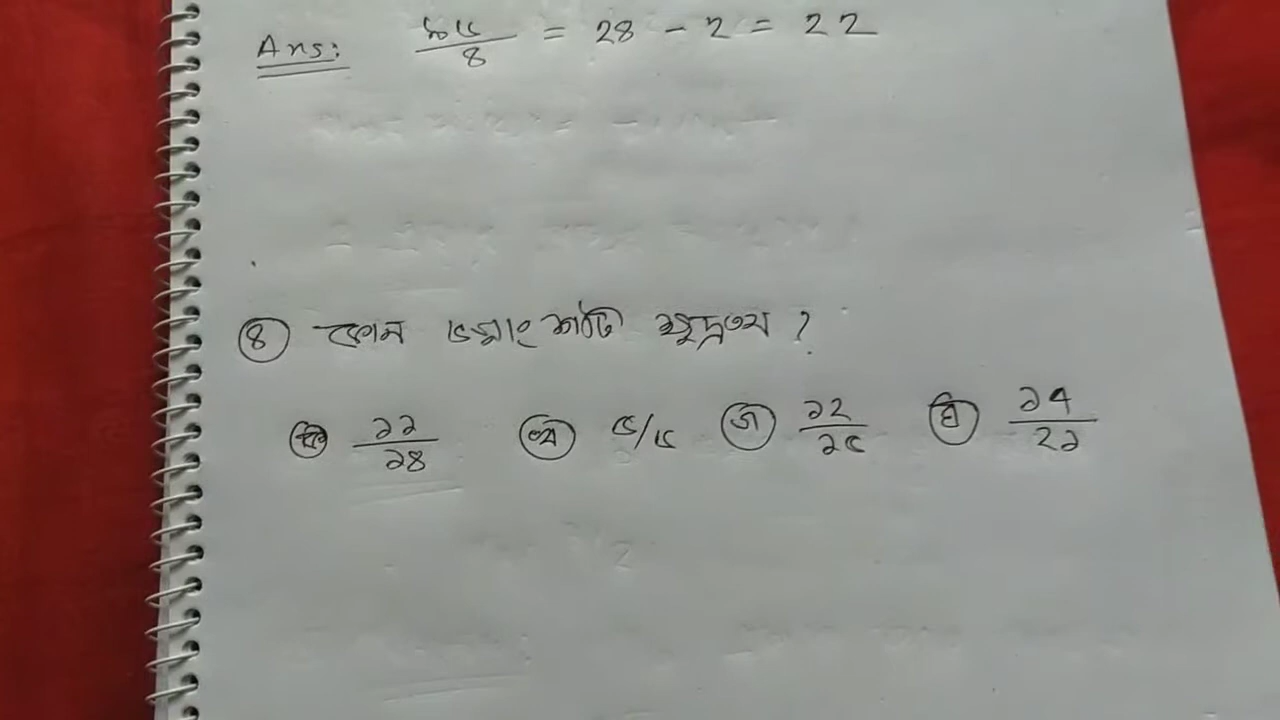 Ans: ৯৬/৪ = ২৪ - ২ = ২২
৪ কোন ভগ্নাংশটি ক্ষুদ্রতম ?
ক ১১/১৪ খ ৫/৬ গ ১২/১৫ ঘ ১৭/২১